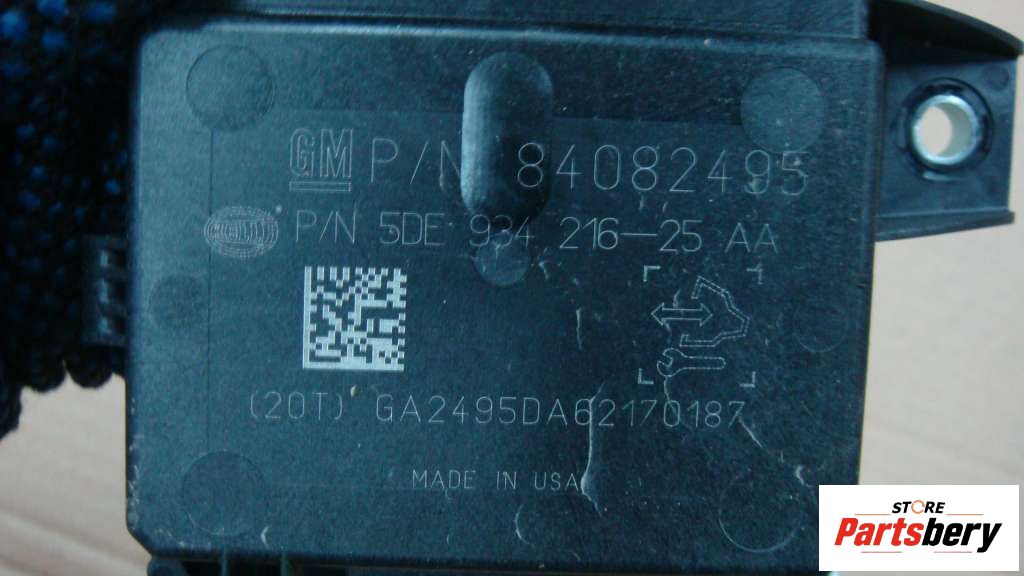 GM P/N 84082495
P/N 5DE 934 216-25 AA
(20T) GA2495DA62170187
MADE IN USA
STORE
Partsbery